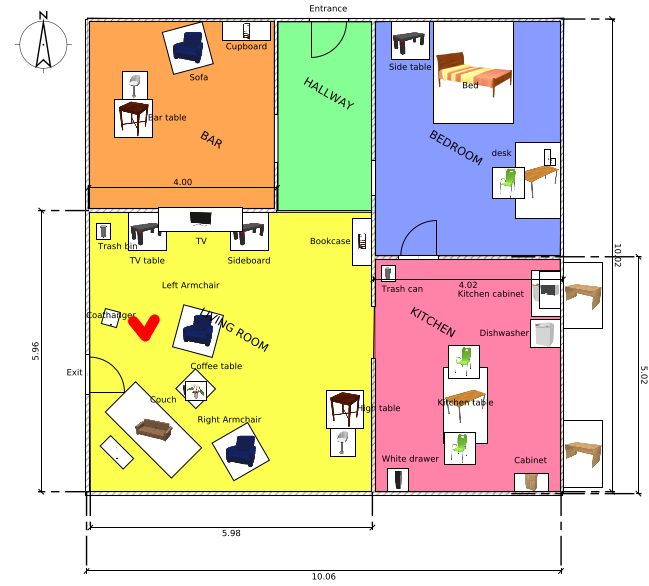 N
Entrance
Cupboard
Sofa
Bar table
BAR
HALLWAY
Side table
Bed
BEDROOM
desk
4.00
TV
Trash bin
TV table
Sideboard
Bookcase
10.02
Left Armchair
Trash can
4.02
Kitchen cabinet
Coathanger
LIVING ROOM
KITCHEN
Dishwasher
5.96
Exit
Coffee table
5.02
Couch
High table
Kitchen table
Right Armchair
White drawer
Cabinet
5.98
10.06